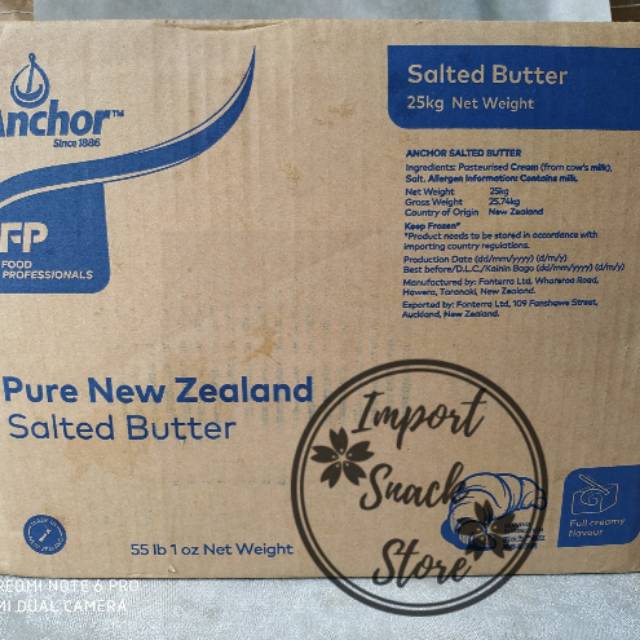 Anchor™
Since 1886
FP
FOOD
PROFESSIONALS
Salted Butter
25kg Net Weight
ANCHOR SALTED BUTTER
Ingredients: Pasteurised Cream (from cow's milk),
Salt. Allergen Information: Contains milk.
Net Weight 25kg
Gross Weight 25.74kg
Country of Origin New Zealand
Keep Frozen*
*Product needs to be stored in accordance with
importing country regulations.
Production Date (dd/mm/yyyy) (d/m/y)
Best before/D.L.C./Kainin Bago (dd/mm/yyyy) (d/m/y)
Manufactured by: Fonterra Ltd, Whareroa Road,
Hawera, Taranaki, New Zealand.
Exported by: Fonterra Ltd, 109 Fanshawe Street,
Auckland, New Zealand.
Pure New Zealand
Salted Butter
55 lb 1 oz Net Weight
Import
Snack
Store
Full creamy
flavour
REDMI NOTE 6 PRO
MI DUAL CAMERA